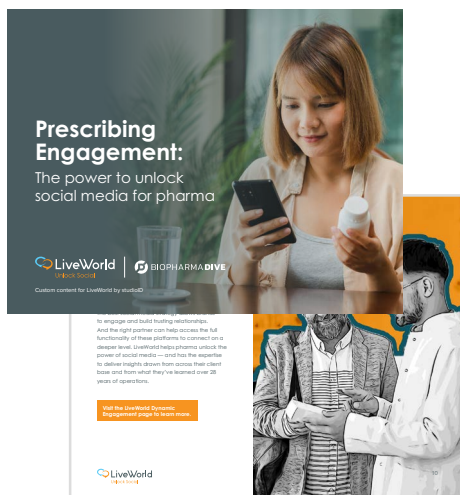 Prescribing
Engagement:
The power to unlock
social media for pharma
LiveWorld
Unlock Social
BIOPHARMADIVE
Custom content for LiveWorld by studioID
to engage and build trusting relationships.
And the right partner can help access the full
functionality of these platforms to connect on a
deeper level. LiveWorld helps pharma unlock the
power of social media — and has the expertise
to deliver insights drawn from across their client
base and from what they've learned over 28
years of operations.
Visit the LiveWorld Dynamic
Engagement page to learn more.
LiveWorld
Unlock Social
10